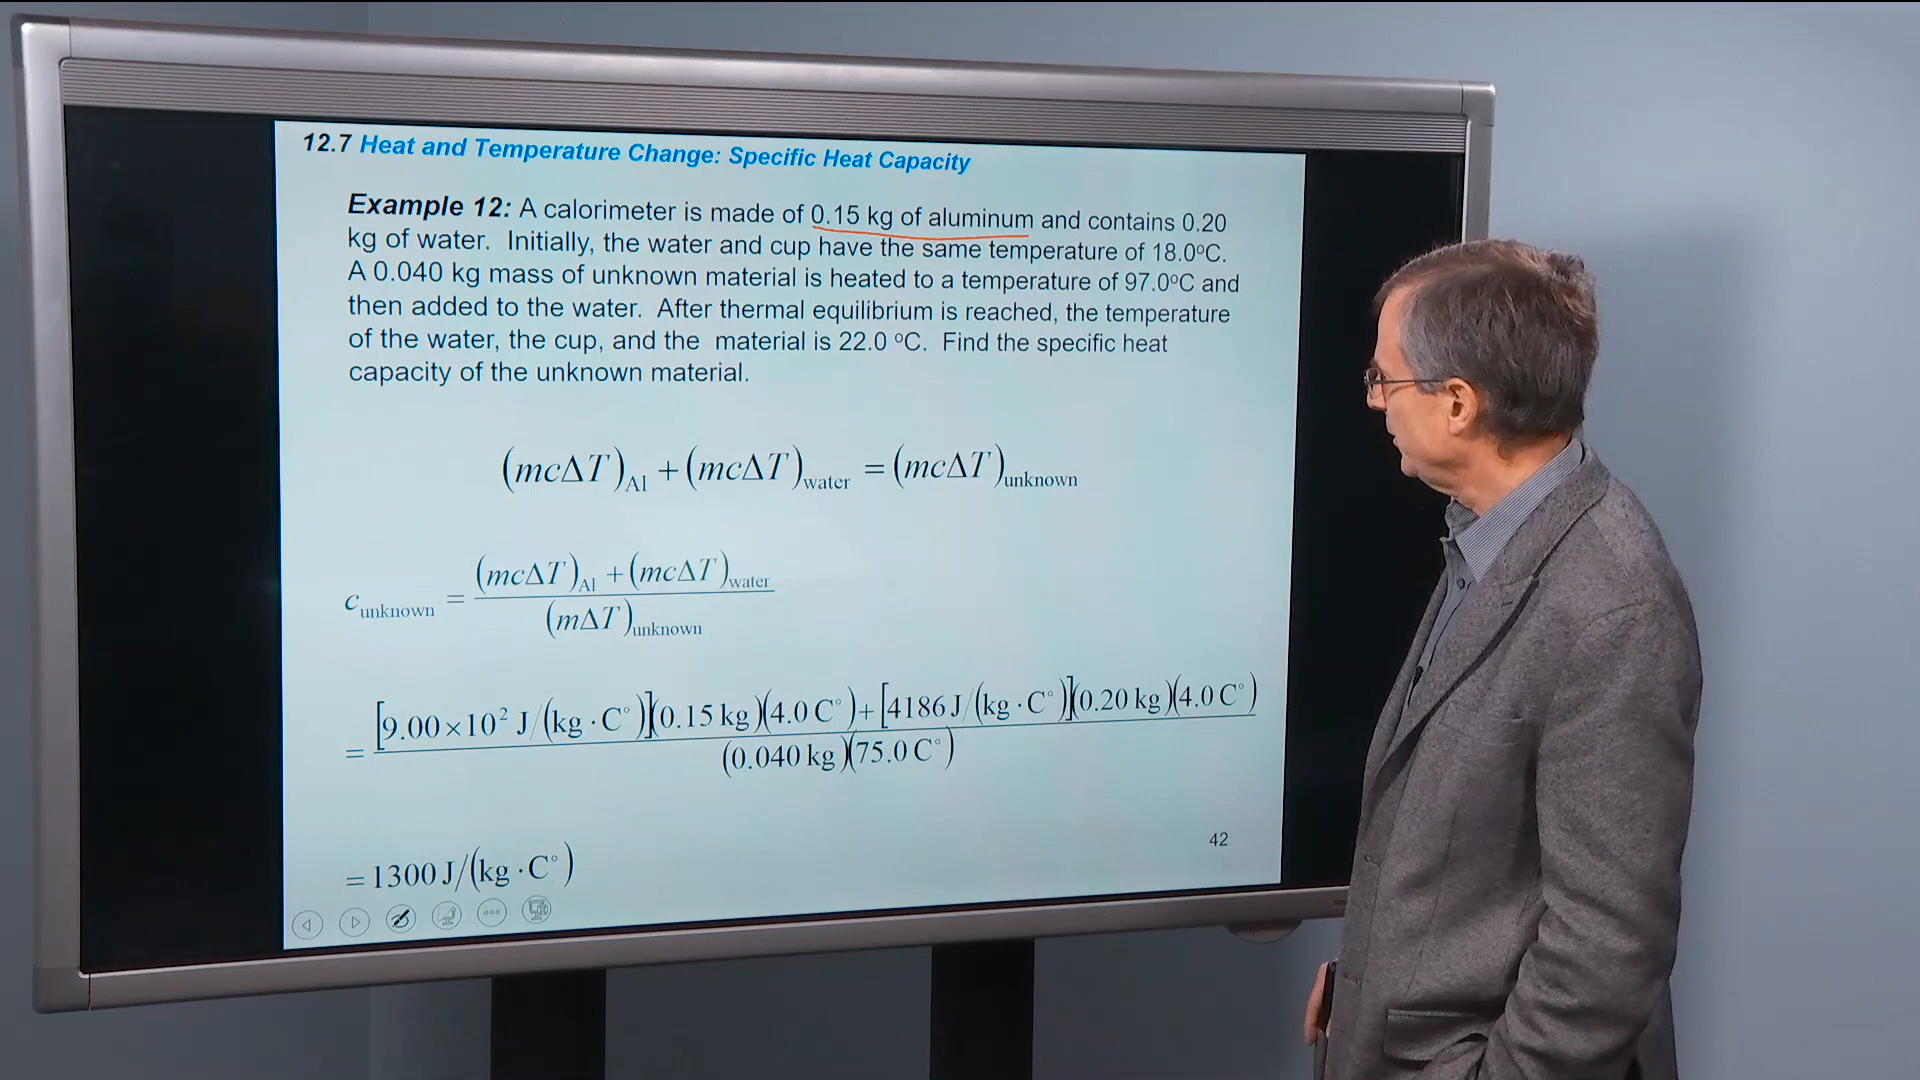 12.7 Heat and Temperature Change: Specific Heat Capacity
Example 12: A calorimeter is made of 0.15 kg of aluminum and contains 0.20
kg of water. Initially, the water and cup have the same temperature of 18.0ºC.
A 0.040 kg mass of unknown material is heated to a temperature of 97.0ºC and
then added to the water. After thermal equilibrium is reached, the temperature
of the water, the cup, and the material is 22.0 ºC. Find the specific heat
capacity of the unknown material.
(mcΔT)Al + (mcΔT)water = (mcΔT)unknown
cunknown = (mcΔT)Al + (mcΔT)water
(mΔT)unknown
= [9.00×10² J/(kg·C°)](0.15 kg)(4.0 C°)+[4186 J/(kg·C°)](0.20 kg)(4.0 C°)
(0.040 kg)(75.0 C°)
= 1300 J/(kg·C°)
42